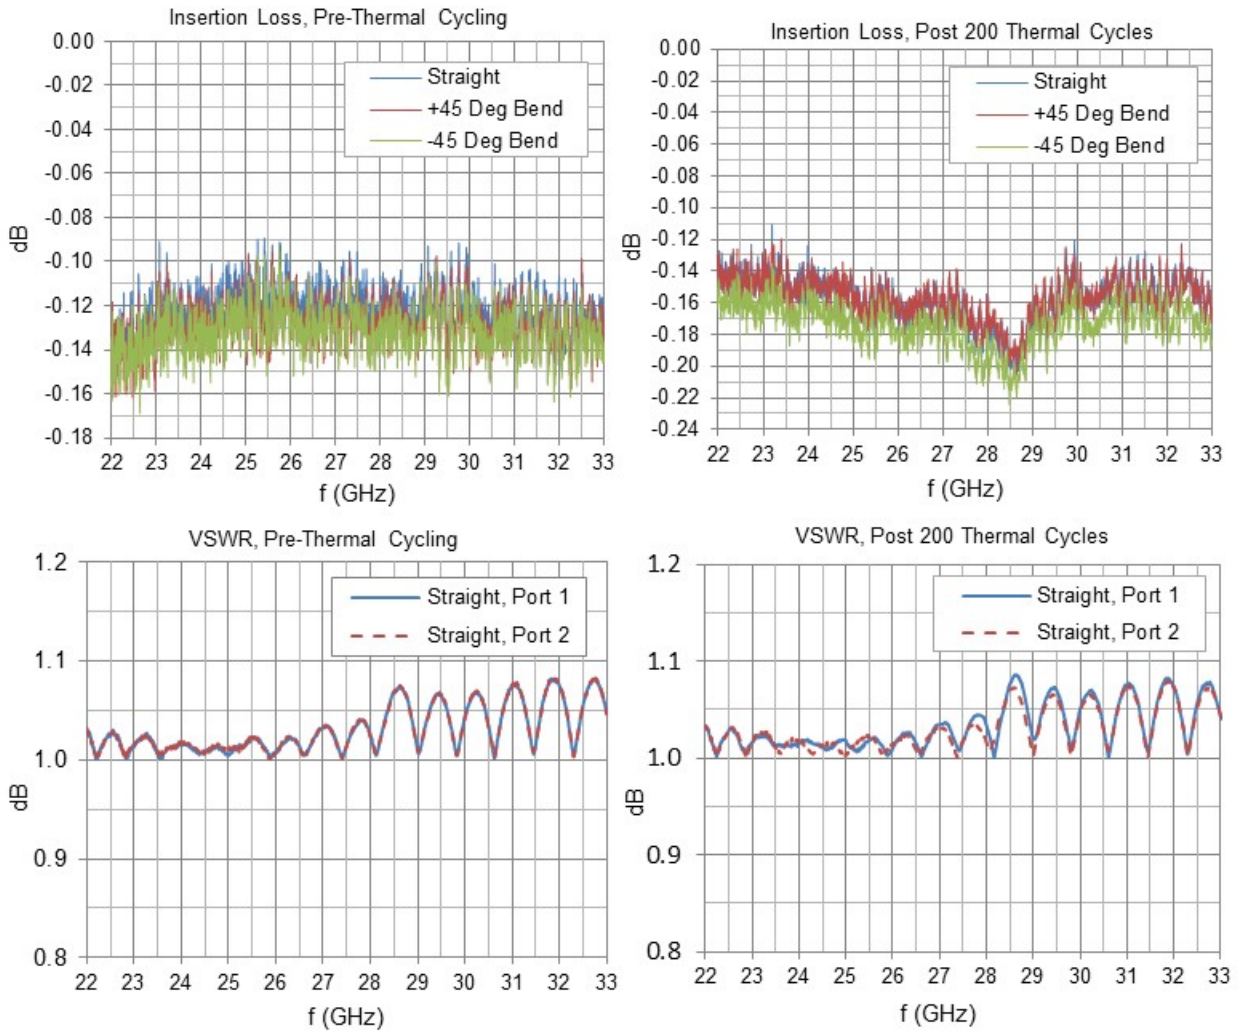 Insertion Loss, Pre-Thermal Cycling
0.00
-0.02
-0.04
-0.06
-0.08
-0.10
-0.12
-0.14
-0.16
-0.18
dB
Straight
+45 Deg Bend
-45 Deg Bend
22 23 24 25 26 27 28 29 30 31 32 33
f (GHz)
Insertion Loss, Post 200 Thermal Cycles
0.00
-0.02
-0.04
-0.06
-0.08
-0.10
-0.12
-0.14
-0.16
-0.18
-0.20
-0.22
-0.24
dB
Straight
+45 Deg Bend
-45 Deg Bend
22 23 24 25 26 27 28 29 30 31 32 33
f (GHz)
VSWR, Pre-Thermal Cycling
1.2
1.1
1.0
0.9
0.8
dB
Straight, Port 1
Straight, Port 2
22 23 24 25 26 27 28 29 30 31 32 33
f (GHz)
VSWR, Post 200 Thermal Cycles
1.2
1.1
1.0
0.9
0.8
dB
Straight, Port 1
Straight, Port 2
22 23 24 25 26 27 28 29 30 31 32 33
f (GHz)